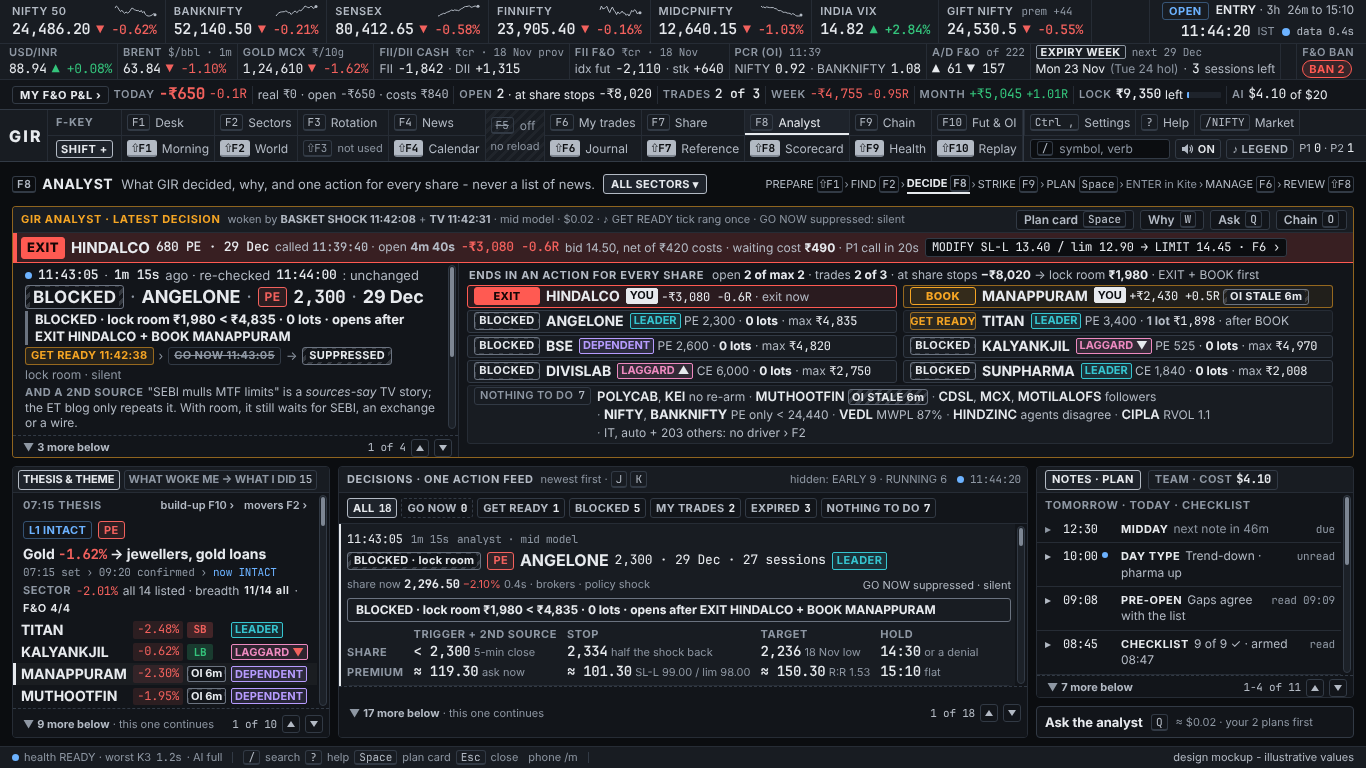 NIFTY 50 BANKNIFTY SENSEX FINNIFTY MIDCPNIFTY INDIA VIX GIFT NIFTY prem +44 OPEN ENTRY · 3h 26m to 15:10
24,486.20 ▼ -0.62% 52,140.50 ▼ -0.21% 80,412.65 ▼ -0.58% 23,905.40 ▼ -0.16% 12,640.15 ▼ -1.03% 14.82 ▲ +2.84% 24,530.5 ▼ -0.55% 11:44:20 IST ● data 0.4s
USD/INR BRENT $/bbl · 1m GOLD MCX ₹/10g FII/DII CASH ₹cr · 18 Nov prov FII F&O ₹cr · 18 Nov PCR (OI) 11:39 A/D F&O of 222 EXPIRY WEEK next 29 Dec F&O BAN
88.94 ▲ +0.08% 63.84 ▼ -1.10% 1,24,610 ▼ -1.62% FII -1,842 · DII +1,315 idx fut -2,110 · stk +640 NIFTY 0.92 · BANKNIFTY 1.08 ▲ 61 ▼ 157 Mon 23 Nov (Tue 24 hol) · 3 sessions left BAN 2
MY F&O P&L › TODAY -₹650 -0.1R real ₹0 · open -₹650 · costs ₹840 OPEN 2 · at share stops -₹8,020 TRADES 2 of 3 WEEK -₹4,755 -0.95R MONTH +₹5,045 +1.01R LOCK ₹9,350 left AI $4.10 of $20
GIR F-KEY F1 Desk F2 Sectors F3 Rotation F4 News F5 off F6 My trades F7 Share F8 Analyst F9 Chain F10 Fut & OI Ctrl , Settings ? Help /NIFTY Market
SHIFT + ⇧F1 Morning ⇧F2 World ⇧F3 not used ⇧F4 Calendar no reload ⇧F6 Journal ⇧F7 Reference ⇧F8 Scorecard ⇧F9 Health ⇧F10 Replay / symbol, verb ON ♪ LEGEND P1 0 · P2 1
F8 ANALYST What GIR decided, why, and one action for every share - never a list of news. ALL SECTORS ▾ PREPARE ⇧F1 › FIND F2 › DECIDE F8 › STRIKE F9 › PLAN Space › ENTER in Kite › MANAGE F6 › REVIEW ⇧F8
GIR ANALYST · LATEST DECISION woken by BASKET SHOCK 11:42:08 + TV 11:42:31 · mid model · $0.02 · ♪ GET READY tick rang once · GO NOW suppressed: silent Plan card Space Why W Ask Q Chain O
EXIT HINDALCO 680 PE · 29 Dec called 11:39:40 · open 4m 40s -₹3,080 -0.6R bid 14.50, net of ₹420 costs · waiting cost ₹490 · P1 call in 20s MODIFY SL-L 13.40 / lim 12.90 → LIMIT 14.45 · F6 ›
● 11:43:05 · 1m 15s ago · re-checked 11:44:00 : unchanged
BLOCKED · ANGELONE · PE 2,300 · 29 Dec
BLOCKED · lock room ₹1,980 < ₹4,835 · 0 lots · opens after
EXIT HINDALCO + BOOK MANAPPURAM
GET READY 11:42:38 › GO NOW 11:43:05 → SUPPRESSED
lock room · silent
AND A 2ND SOURCE "SEBI mulls MTF limits" is a sources-say TV story;
the ET blog only repeats it. With room, it still waits for SEBI, an exchange
or a wire.
▼ 3 more below 1 of 4 ▲ ▼
ENDS IN AN ACTION FOR EVERY SHARE open 2 of max 2 · trades 2 of 3 · at share stops −₹8,020 → lock room ₹1,980 · EXIT + BOOK first
EXIT HINDALCO YOU -₹3,080 -0.6R · exit now BOOK MANAPPURAM YOU +₹2,430 +0.5R OI STALE 6m
BLOCKED ANGELONE LEADER PE 2,300 · 0 lots · max ₹4,835 GET READY TITAN LEADER PE 3,400 · 1 lot ₹1,898 · after BOOK
BLOCKED BSE DEPENDENT PE 2,600 · 0 lots · max ₹4,820 BLOCKED KALYANKJIL LAGGARD ▼ PE 525 · 0 lots · max ₹4,970
BLOCKED DIVISLAB LAGGARD ▲ CE 6,000 · 0 lots · max ₹2,750 BLOCKED SUNPHARMA LEADER CE 1,840 · 0 lots · max ₹2,008
NOTHING TO DO 7 POLYCAB, KEI no re-arm · MUTHOOTFIN OI STALE 6m · CDSL, MCX, MOTILALOFS followers
· NIFTY, BANKNIFTY PE only < 24,440 · VEDL MWPL 87% · HINDZINC agents disagree · CIPLA RVOL 1.1
· IT, auto + 203 others: no driver › F2
THESIS & THEME WHAT WOKE ME → WHAT I DID 15
07:15 THESIS build-up F10 › movers F2 ›
L1 INTACT PE
Gold -1.62% → jewellers, gold loans
07:15 set › 09:20 confirmed › now INTACT
SECTOR -2.01% all 14 listed · breadth 11/14 all ·
F&O 4/4
TITAN -2.48% SB LEADER
KALYANKJIL -0.62% LB LAGGARD ▼
MANAPPURAM -2.30% OI 6m DEPENDENT
MUTHOOTFIN -1.95% OI 6m DEPENDENT
▼ 9 more below · this one continues 1 of 10 ▲ ▼
DECISIONS · ONE ACTION FEED newest first · J K hidden: EARLY 9 · RUNNING 6 ● 11:44:20
ALL 18 GO NOW 0 GET READY 1 BLOCKED 5 MY TRADES 2 EXPIRED 3 NOTHING TO DO 7
11:43:05 1m 15s analyst · mid model
BLOCKED · lock room PE ANGELONE 2,300 · 29 Dec · 27 sessions LEADER
share now 2,296.50 −2.10% 0.4s · brokers · policy shock GO NOW suppressed · silent
BLOCKED · lock room ₹1,980 < ₹4,835 · 0 lots · opens after EXIT HINDALCO + BOOK MANAPPURAM
TRIGGER + 2ND SOURCE STOP TARGET HOLD
SHARE < 2,300 5-min close 2,334 half the shock back 2,236 18 Nov low 14:30 or a denial
PREMIUM ≈ 119.30 ask now ≈ 101.30 SL-L 99.00 / lim 98.00 ≈ 150.30 R:R 1.53 15:10 flat
▼ 17 more below · this one continues 1 of 18 ▲ ▼
NOTES · PLAN TEAM · COST $4.10
TOMORROW · TODAY · CHECKLIST
▸ 12:30 MIDDAY next note in 46m due
▸ 10:00 ● DAY TYPE Trend-down · unread
pharma up
▸ 09:08 PRE-OPEN Gaps agree read 09:09
with the list
▸ 08:45 CHECKLIST 9 of 9 ✓ · armed read
08:47
▼ 7 more below 1-4 of 11 ▲ ▼
Ask the analyst Q ≈ $0.02 · your 2 plans first
● health READY · worst K3 1.2s · AI full / search ? help Space plan card Esc close phone /m design mockup - illustrative values